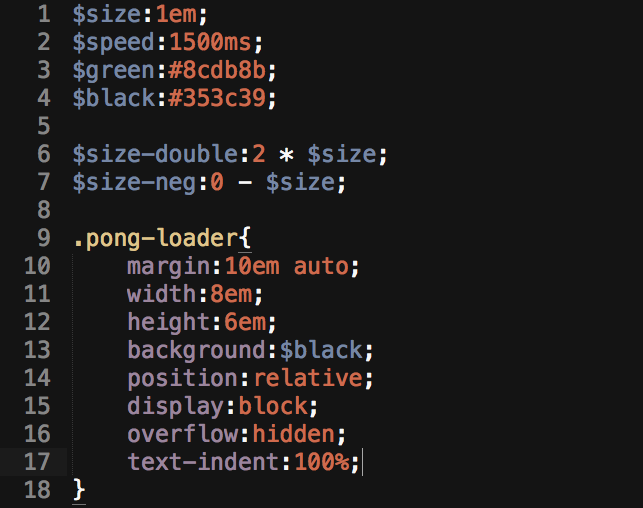 1 $size:1em;
2 $speed:1500ms;
3 $green:#8cdb8b;
4 $black:#353c39;
5
6 $size-double:2 * $size;
7 $size-neg:0 - $size;
8
9 .pong-loader{
10     margin:10em auto;
11     width:8em;
12     height:6em;
13     background:$black;
14     position:relative;
15     display:block;
16     overflow:hidden;
17     text-indent:100%;
18 }